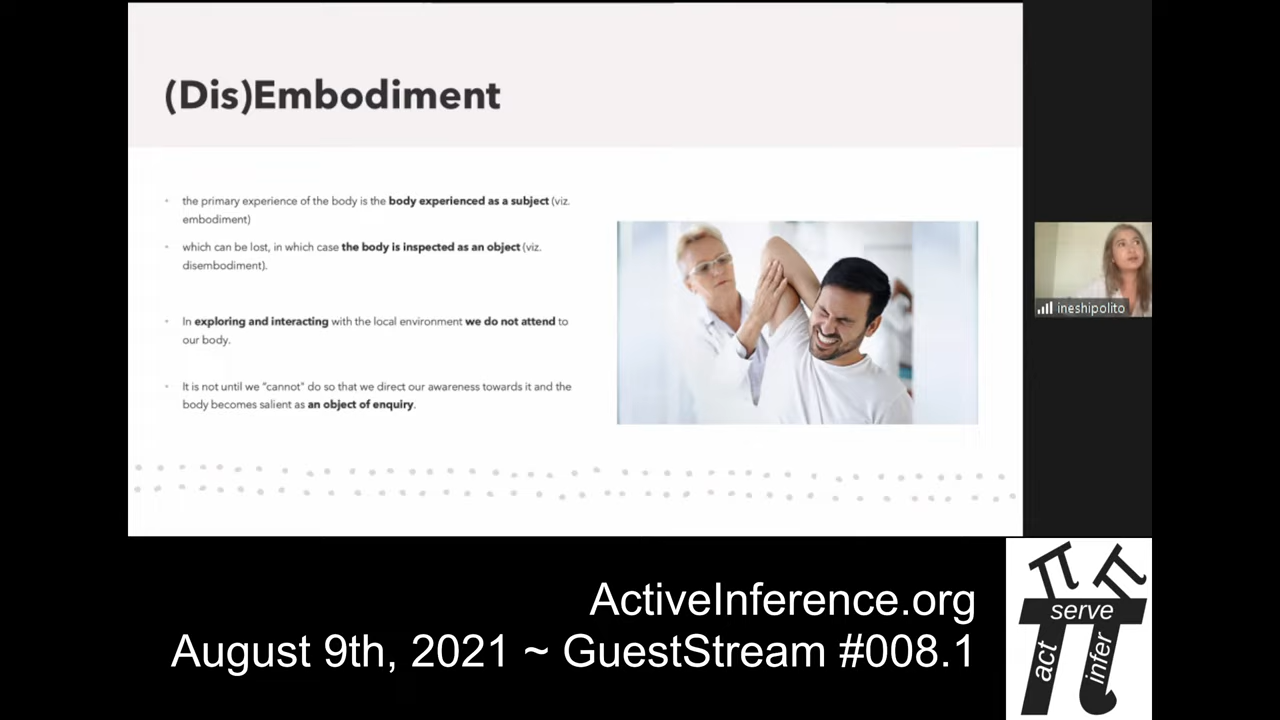 (Dis)Embodiment
the primary experience of the body is the body experienced as a subject (viz.
embodiment)
which can be lost, in which case the body is inspected as an object (viz.
disembodiment).
In exploring and interacting with the local environment we do not attend to
our body.
It is not until we "cannot" do so that we direct our awareness towards it and the
body becomes salient as an object of enquiry.
ineshipolito
ActiveInference.org
August 9th, 2021 ~ GuestStream #008.1
π π
serve
π
act
infer